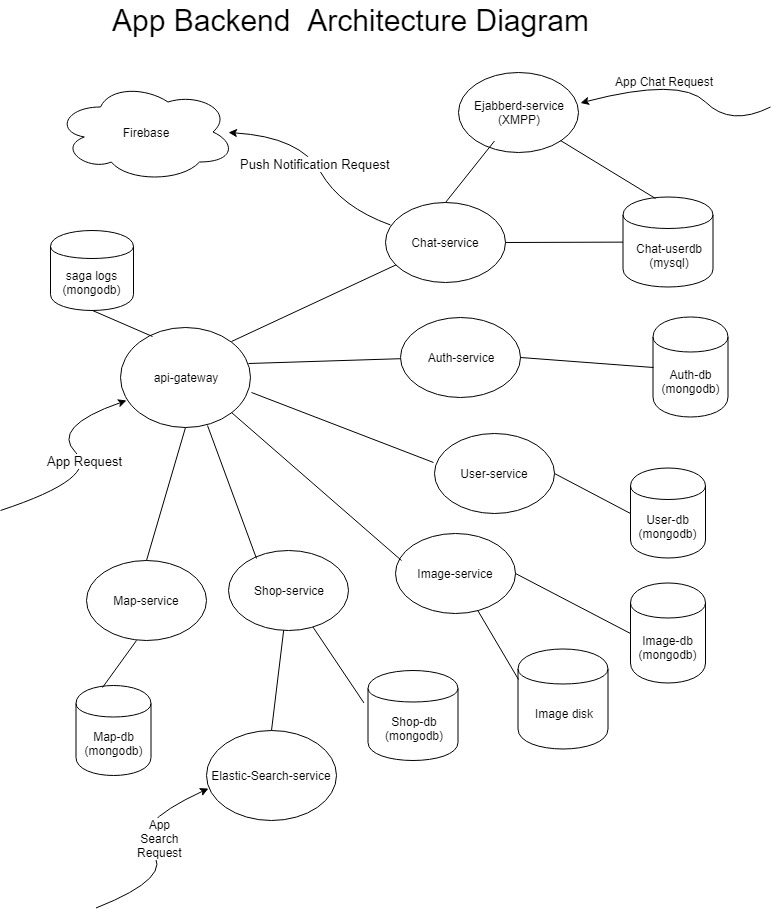 App Backend  Architecture Diagram
App Chat Request
Ejabberd-service
(XMPP)
Firebase
Push Notification Request
Chat-service
Chat-userdb
(mysql)
saga logs
(mongodb)
Auth-service
Auth-db
(mongodb)
api-gateway
App Request
User-service
User-db
(mongodb)
Image-service
Image-db
(mongodb)
Image disk
Map-service
Shop-service
Map-db
(mongodb)
Shop-db
(mongodb)
Elastic-Search-service
App
Search
Request